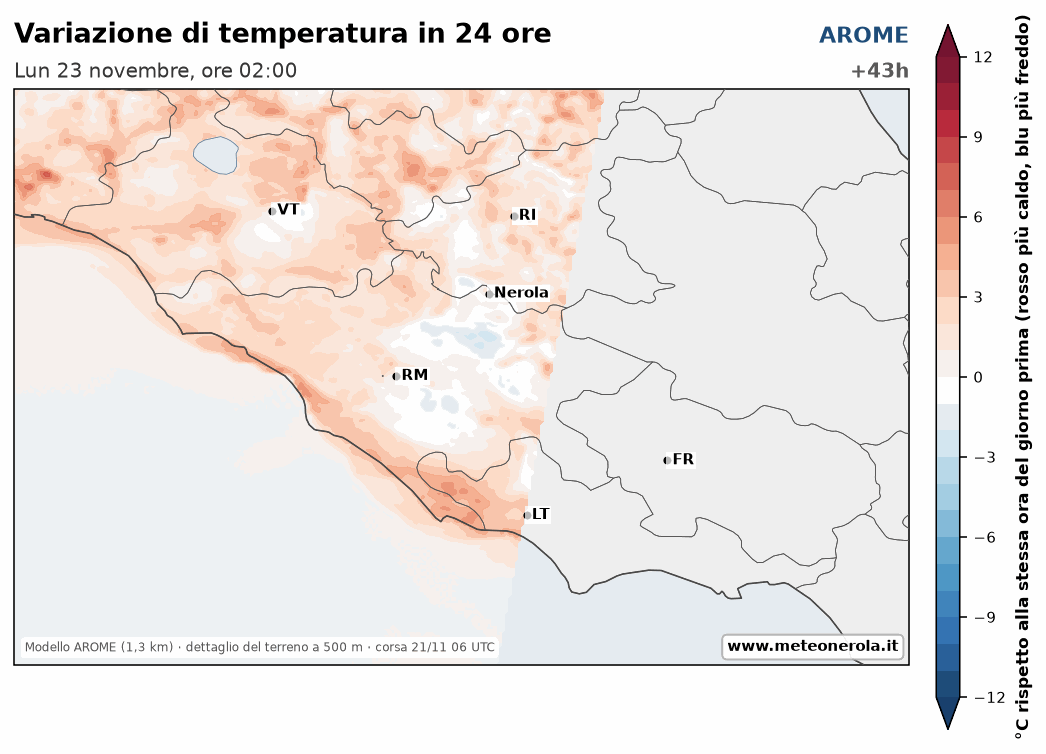 Variazione di temperatura in 24 ore
AROME
Lun 23 novembre, ore 02:00
+43h
VT
RI
Nerola
RM
FR
LT
Modello AROME (1,3 km) · dettaglio del terreno a 500 m · corsa 21/11 06 UTC
www.meteonerola.it
12
9
6
3
0
−3
−6
−9
−12
°C rispetto alla stessa ora del giorno prima (rosso più caldo, blu più freddo)